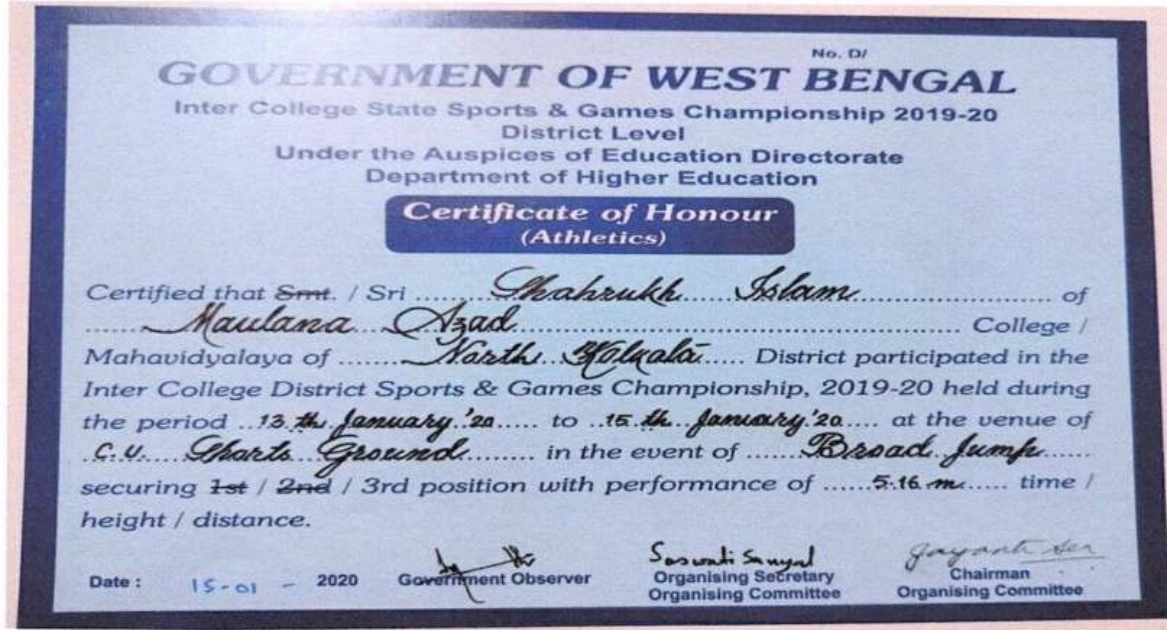 No. D/
GOVERNMENT OF WEST BENGAL
Inter College State Sports & Games Championship 2019-20
District Level
Under the Auspices of Education Directorate
Department of Higher Education
Certificate of Honour
(Athletics)
Certified that Smt. / Sri ...... Shahrukh ..... Islam ........................... of
...... Maulana ... Azad ............................................................ College /
Mahavidyalaya of ........ North Kolkata ..... District participated in the
Inter College District Sports & Games Championship, 2019-20 held during
the period ..13 th January '20 ..... to ..15 th January '20 .... at the venue of
C.U. Sports Ground ......... in the event of ...... Broad Jump ......
securing 1st / 2nd / 3rd position with performance of ...... 5.16 m ..... time /
height / distance.
Saswati Sanyal
Jayanti Sen
Date : 15-01 - 2020 Government Observer Organising Secretary Chairman
Organising Committee Organising Committee